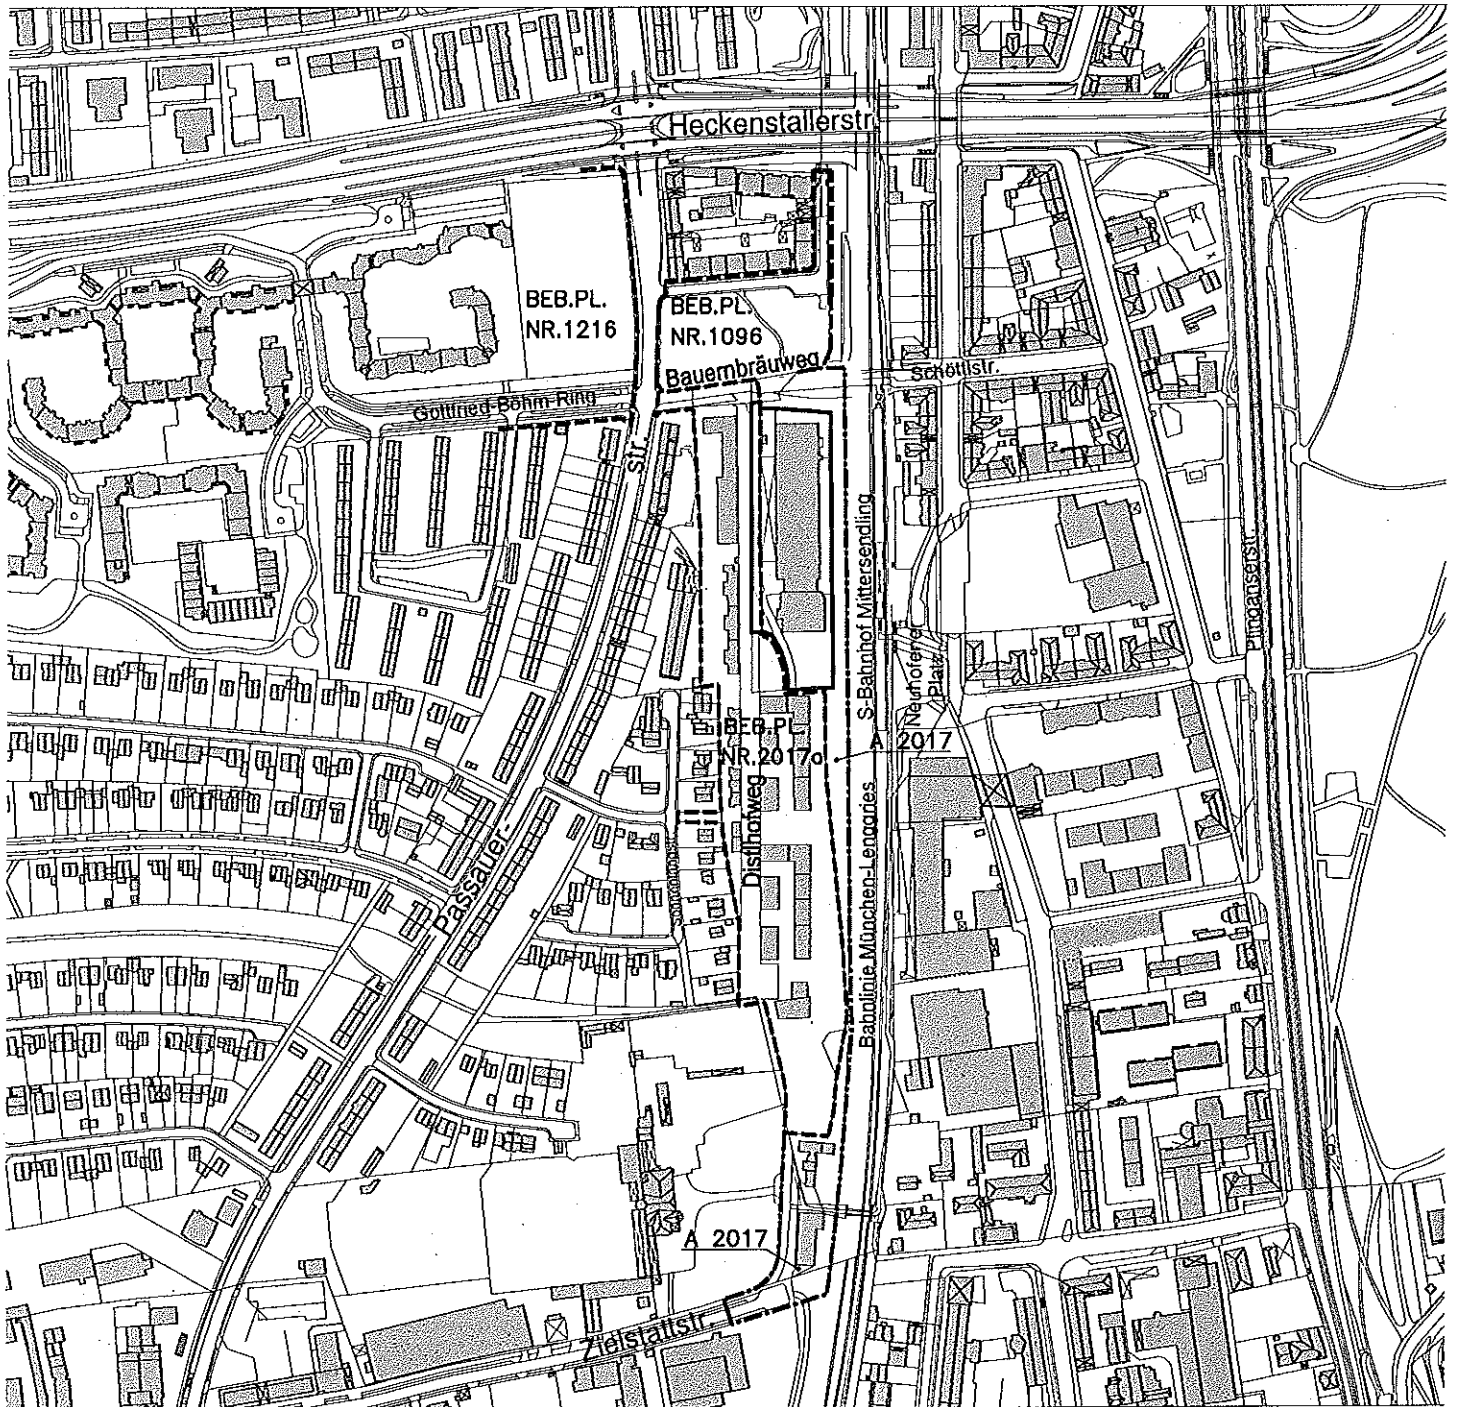 Heckenstallerstr.
BEB.PL.
NR.1216
BEB.PL.
NR.1096
Bauernbräuweg
Schöttlstr.
Gottfried-Böhm-Ring
str.
S-Bahnhof Mittersendling
Plinganserstr.
Neuhofener
Platz
BEB.PL.
NR.2017a
A 2017
Distlhofweg
Passauer-
Bahnlinie München-Lenggries
A 2017
Zielstattstr.